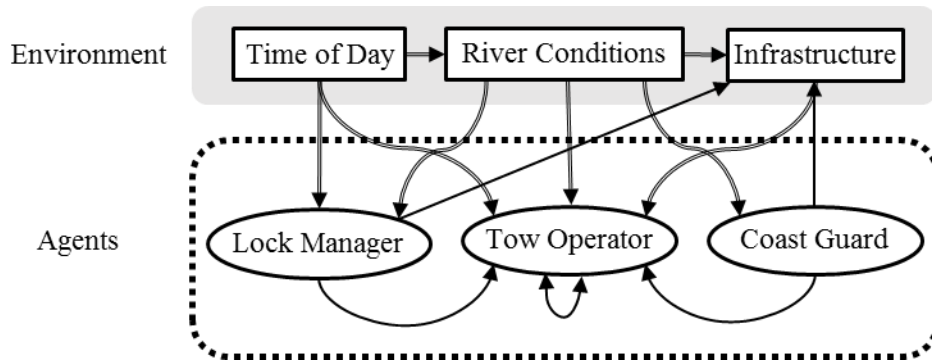 Environment
Time of Day
River Conditions
Infrastructure
Agents
Lock Manager
Tow Operator
Coast Guard